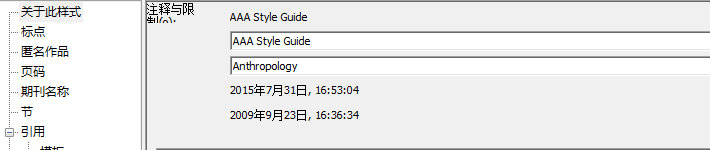 关于此样式
标点
匿名作品
页码
期刊名称
节
引用
注释与限
AAA Style Guide
AAA Style Guide
Anthropology
2015年7月31日, 16:53:04
2009年9月23日, 16:36:34